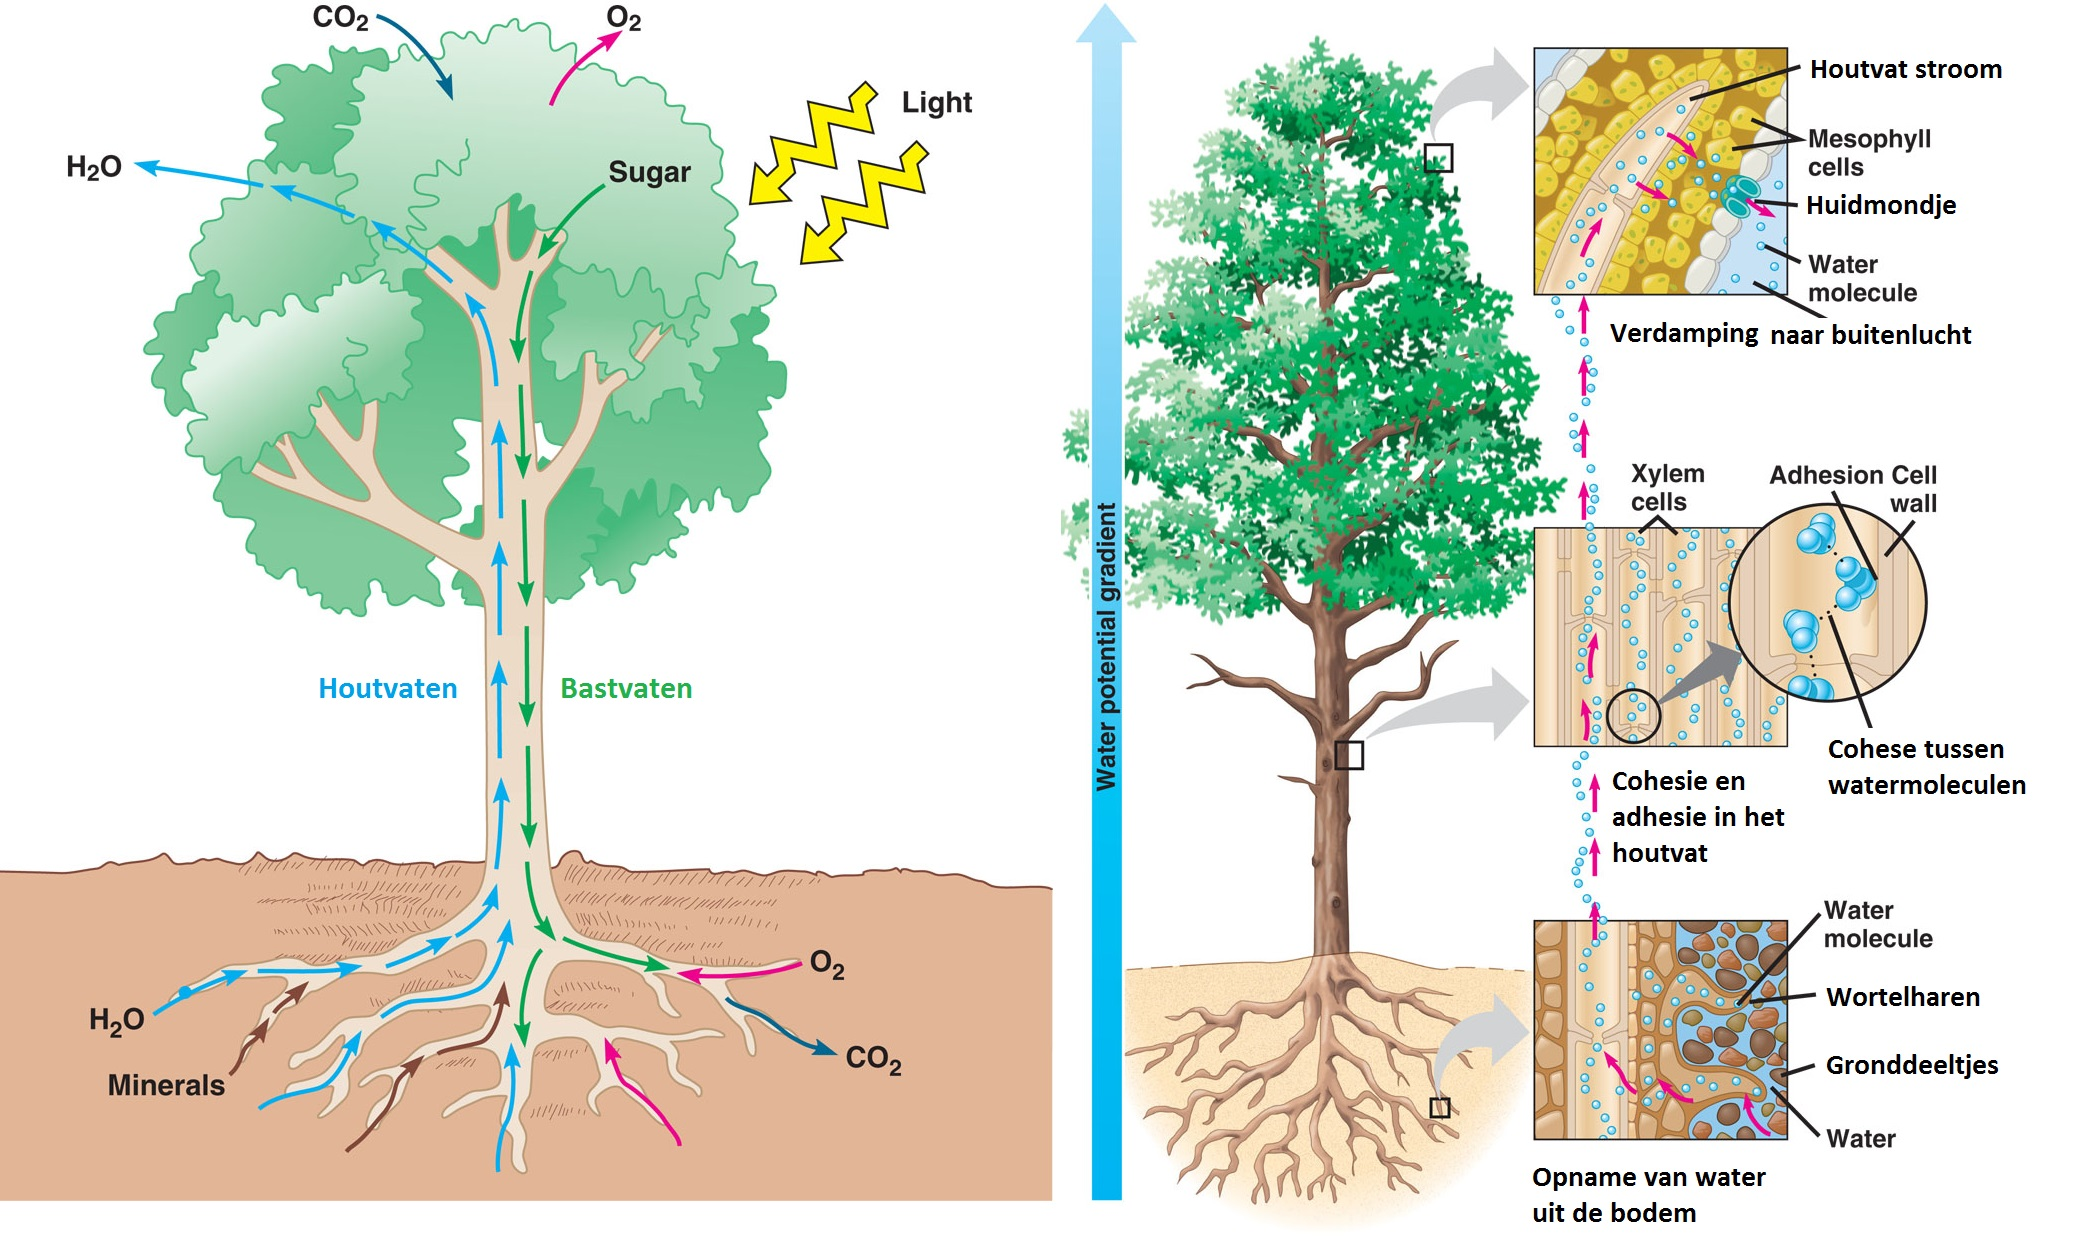 CO2
O2
Light
H2O
Sugar
Houtvaten
Bastvaten
O2
H2O
CO2
Minerals
Water potential gradient
Houtvat stroom
Mesophyll
cells
Huidmondje
Water
molecule
Verdamping naar buitenlucht
Xylem
cells
Adhesion Cell
wall
Cohese tussen
watermoleculen
Cohesie en
adhesie in het
houtvat
Water
molecule
Wortelharen
Gronddeeltjes
Water
Opname van water
uit de bodem